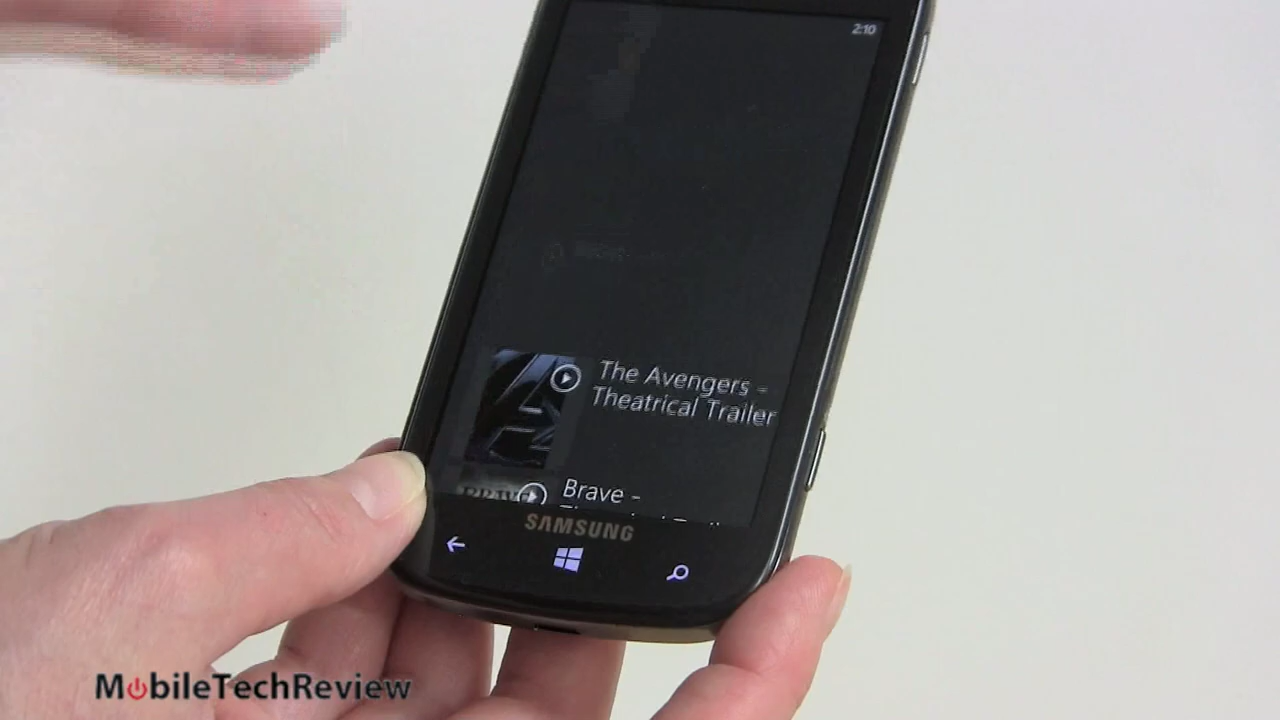 2:10
The Avengers -
Theatrical Trailer
Brave -
SAMSUNG
MobileTechReview